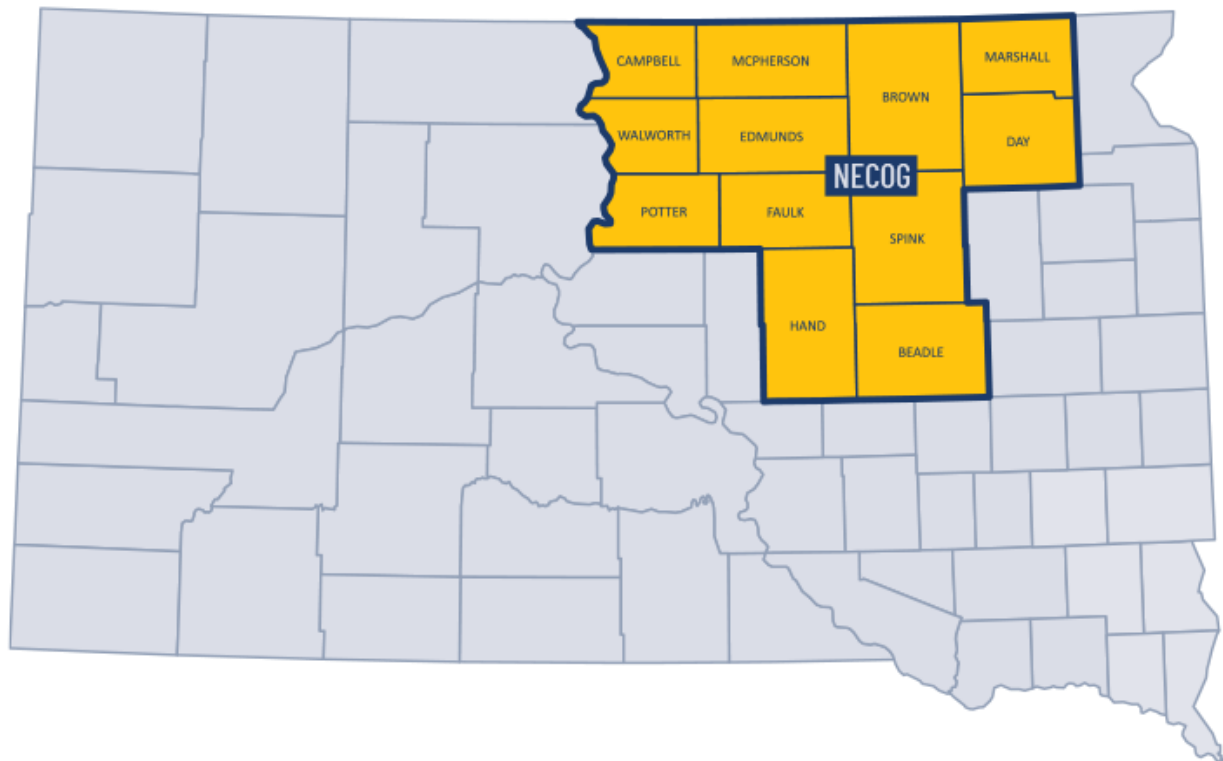 CAMPBELL
MCPHERSON
MARSHALL
BROWN
WALWORTH
EDMUNDS
DAY
NECOG
POTTER
FAULK
SPINK
HAND
BEADLE